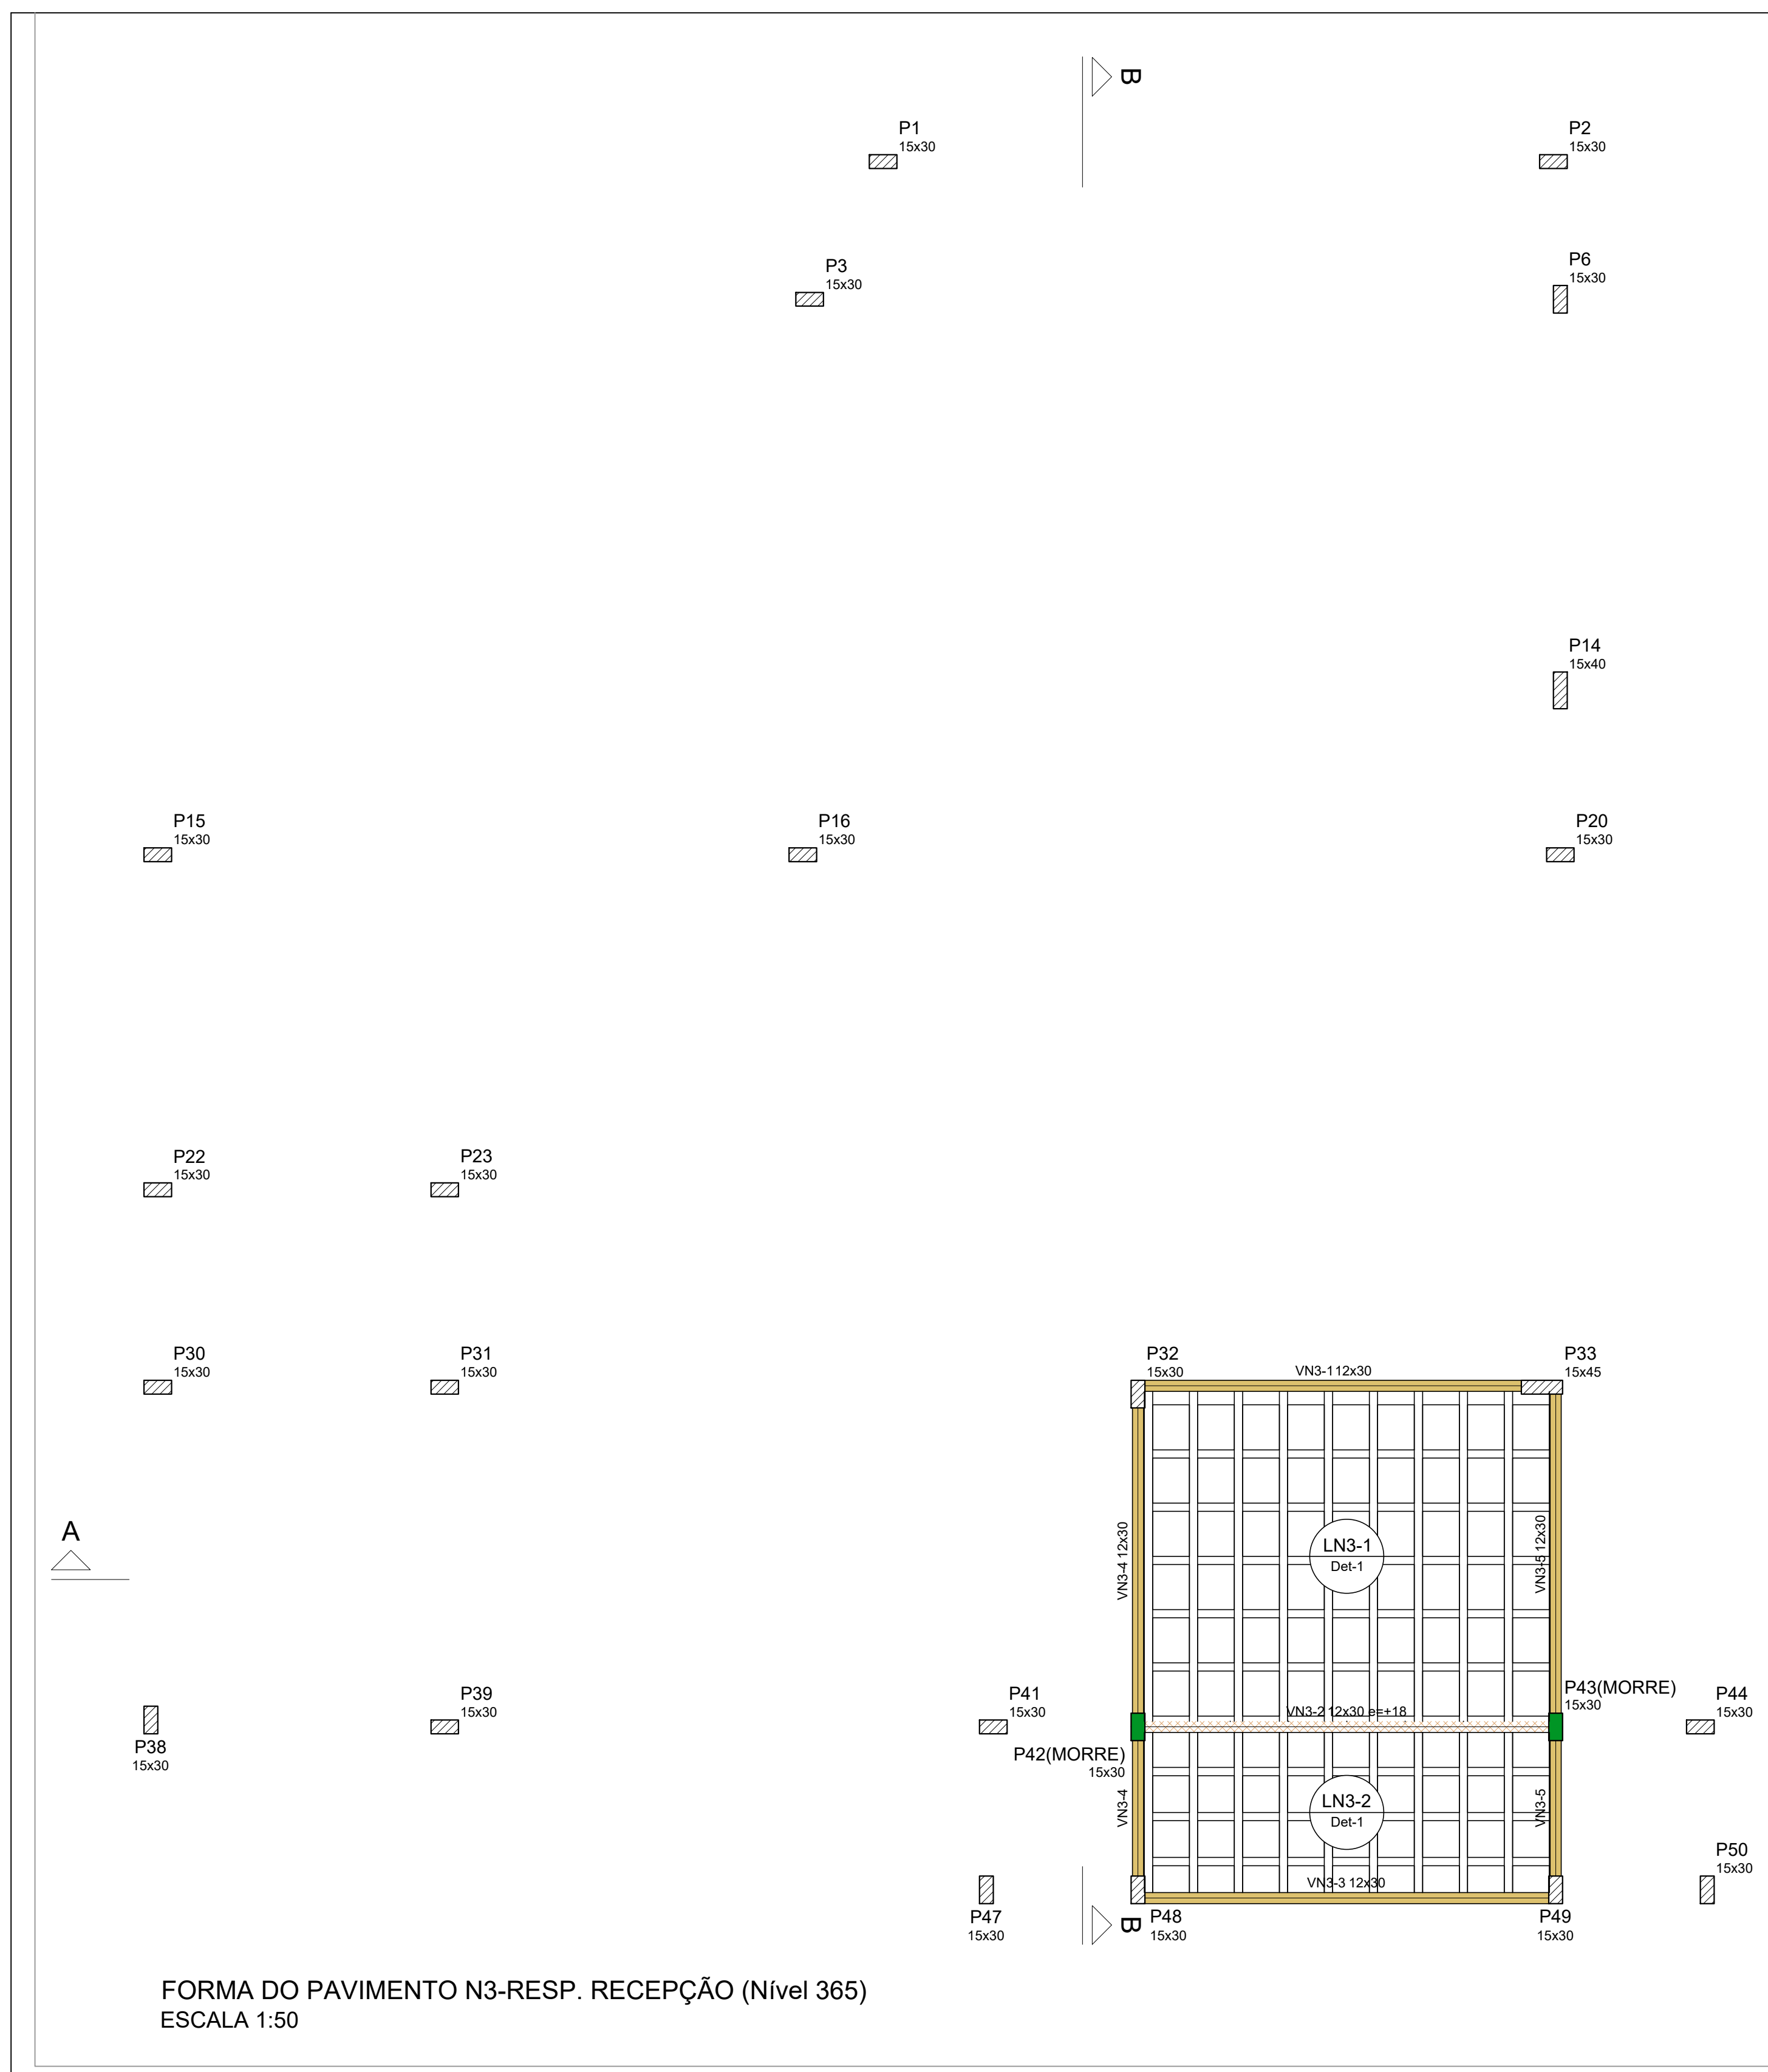 B
P1
15x30
P2
15x30
P3
15x30
P6
15x30
P14
15x40
P15
15x30
P16
15x30
P20
15x30
P22
15x30
P23
15x30
P30
15x30
P31
15x30
P32
15x30
VN3-1 12x30
P33
15x45
A
VN3-4 12x30
LN3-1
Det-1
VN3-5 12x30
P38
15x30
P39
15x30
P41
15x30
VN3-2 12x30 e=+18
P43(MORRE)
15x30
P44
15x30
P42(MORRE)
15x30
VN3-4
LN3-2
Det-1
VN3-5
P50
15x30
VN3-3 12x30
P47
15x30
B
P48
15x30
P49
15x30
FORMA DO PAVIMENTO N3-RESP. RECEPÇÃO (Nível 365)
ESCALA 1:50